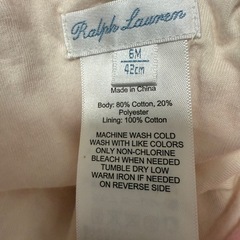 Ralph Lauren
6M
42cm
Made in China
Body: 80% Cotton, 20%
Polyester
Lining: 100% Cotton
MACHINE WASH COLD
WASH WITH LIKE COLORS
ONLY NON-CHLORINE
BLEACH WHEN NEEDED
TUMBLE DRY LOW
WARM IRON IF NEEDED
ON REVERSE SIDE